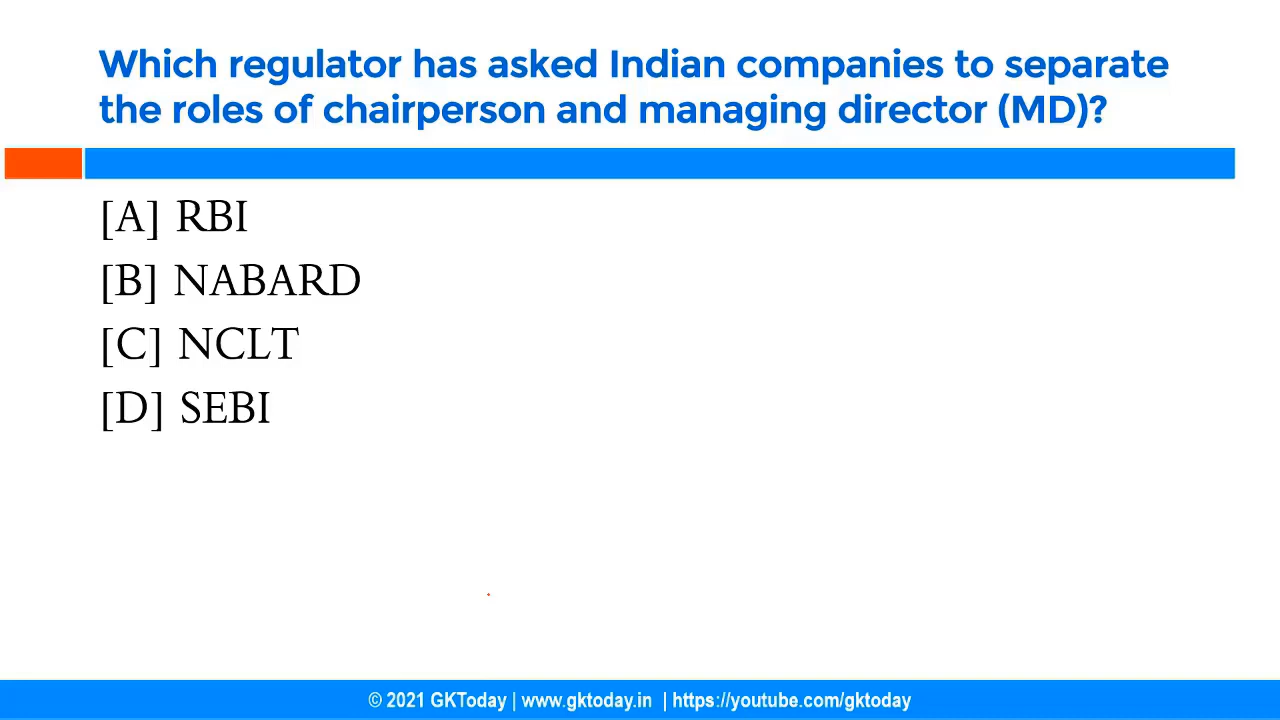 Which regulator has asked Indian companies to separate
the roles of chairperson and managing director (MD)?
[A] RBI
[B] NABARD
[C] NCLT
[D] SEBI
© 2021 GKToday | www.gktoday.in | https://youtube.com/gktoday